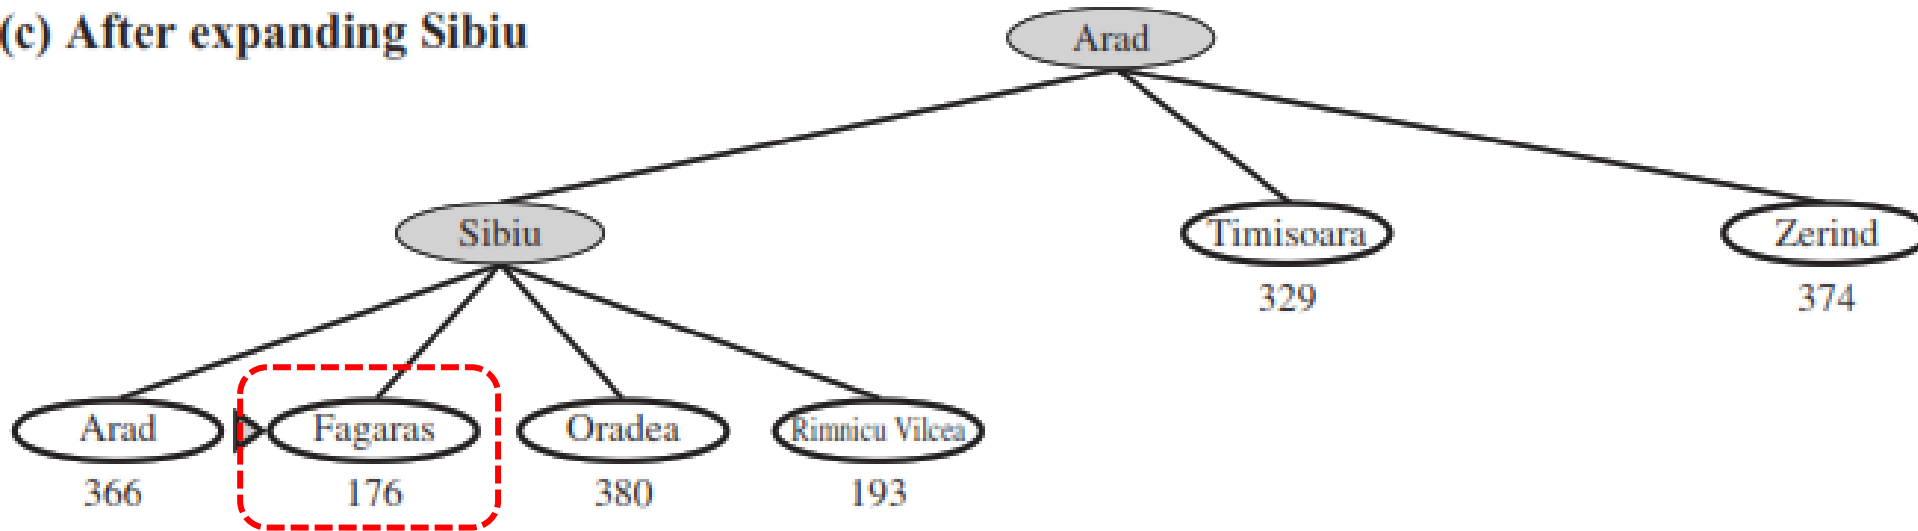 (c) After expanding Sibiu
Arad
Sibiu
Timisoara
Zerind
329
374
Arad
Fagaras
Oradea
Rimnicu Vilcea
366
176
380
193